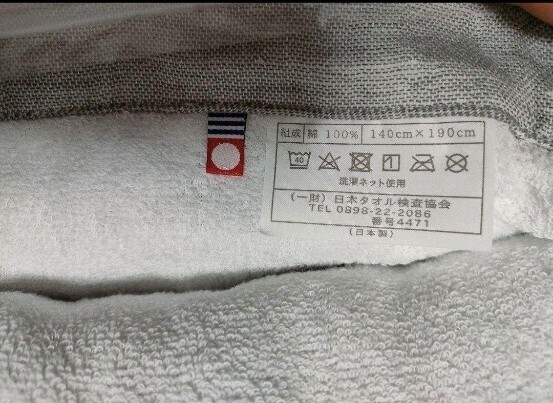 組成 綿 100% 140cm×190cm
40
洗濯ネット使用
(一財)日本タオル検査協会
TEL 0898-22-2086
番号4471
(日本製)